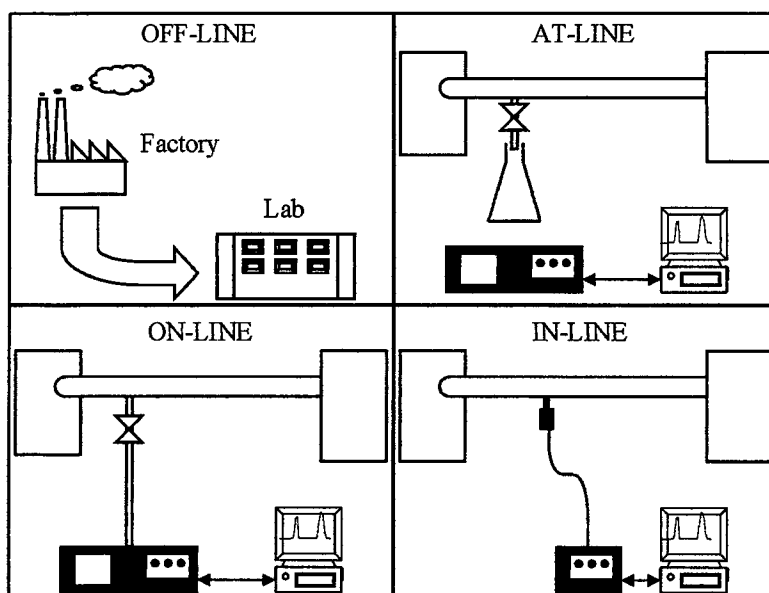 OFF-LINE
Factory
Lab
AT-LINE
ON-LINE
IN-LINE